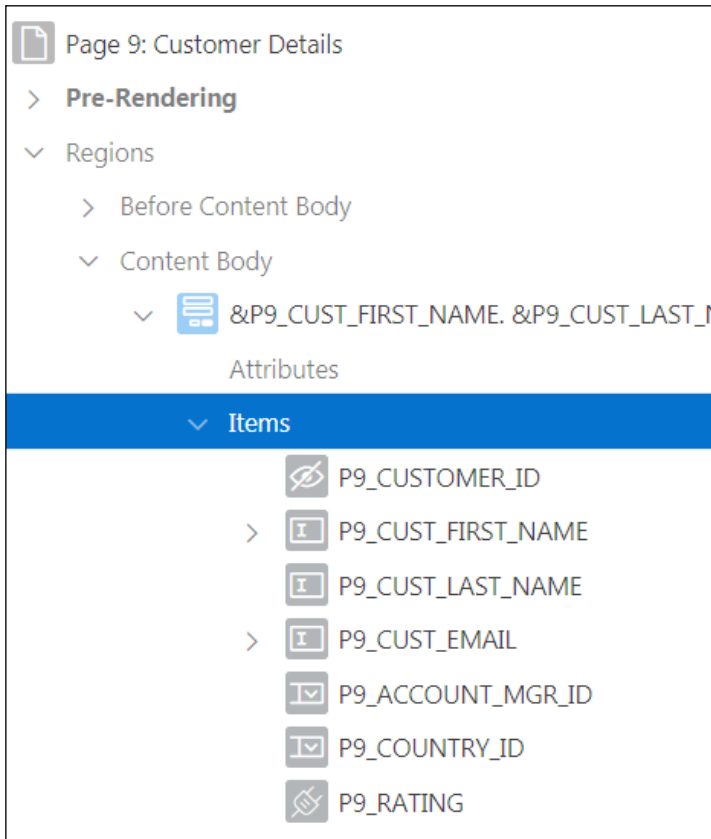 Page 9: Customer Details
Pre-Rendering
Regions
Before Content Body
Content Body
&P9_CUST_FIRST_NAME. &P9_CUST_LAST_N
Attributes
Items
P9_CUSTOMER_ID
P9_CUST_FIRST_NAME
P9_CUST_LAST_NAME
P9_CUST_EMAIL
P9_ACCOUNT_MGR_ID
P9_COUNTRY_ID
P9_RATING